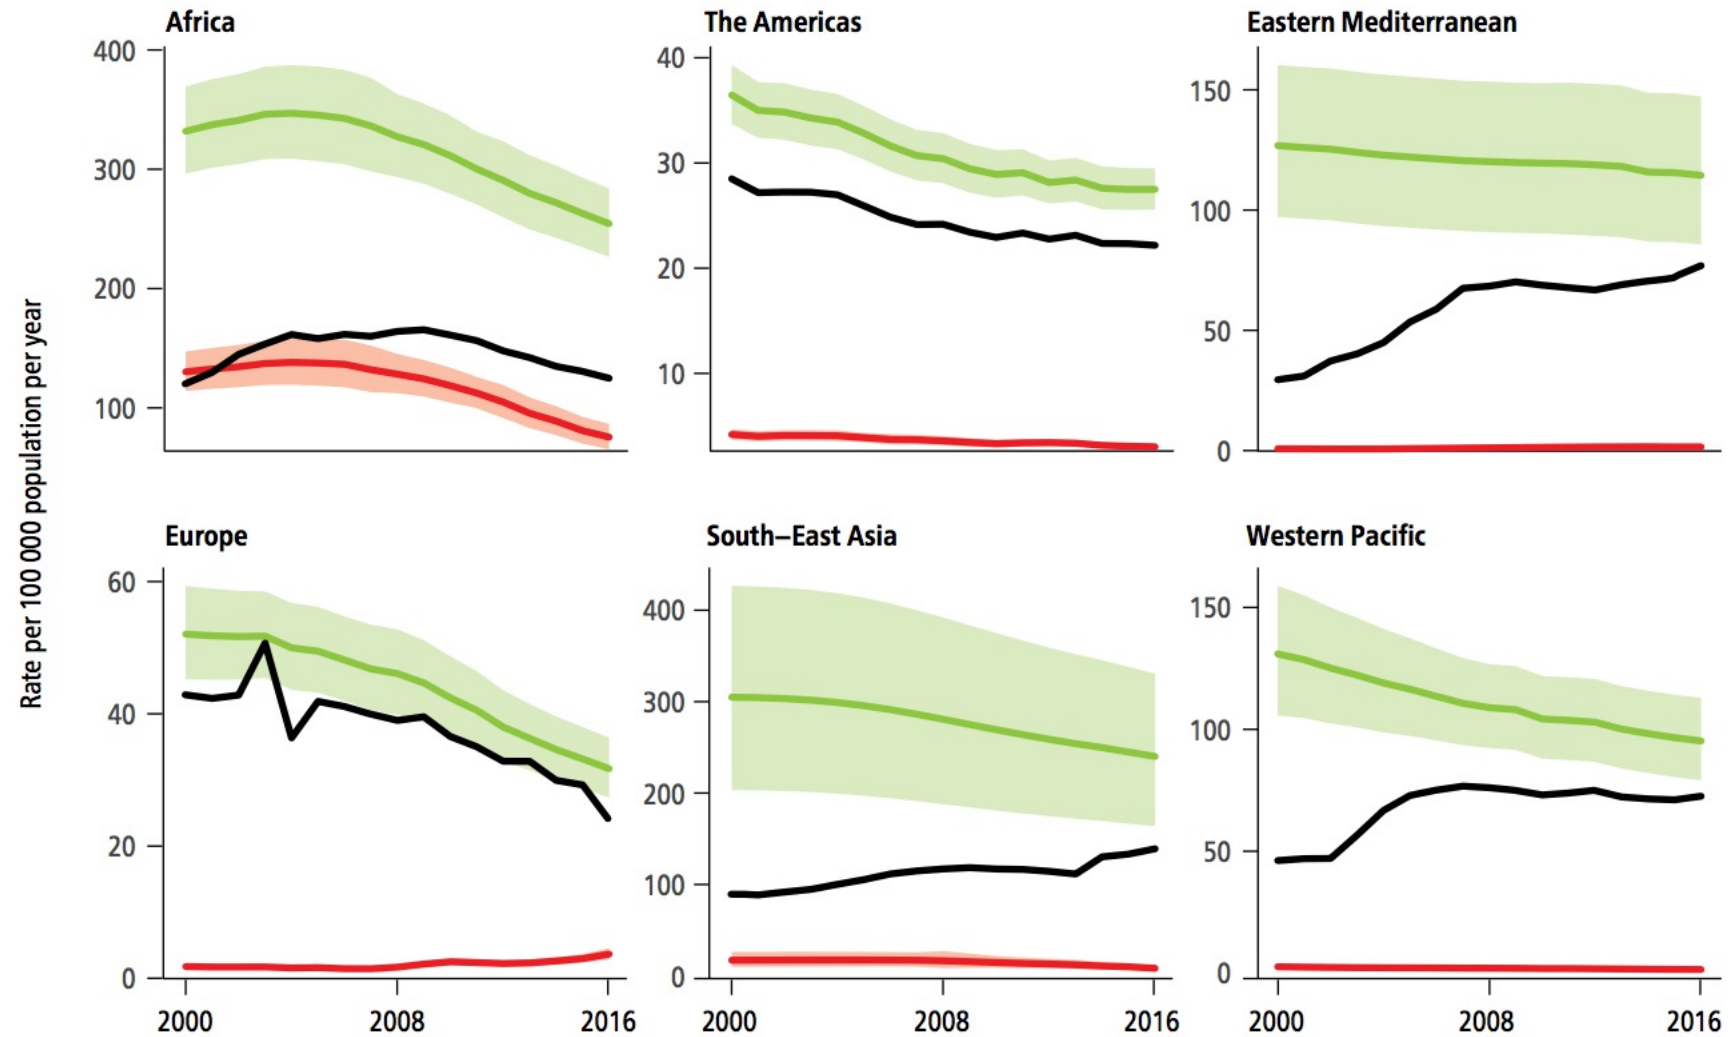 Africa
The Americas
Eastern Mediterranean
400
300
200
100
40
30
20
10
150
100
50
0
Rate per 100 000 population per year
Europe
South–East Asia
Western Pacific
60
40
20
0
400
300
200
100
0
150
100
50
0
2000 2008 2016
2000 2008 2016
2000 2008 2016